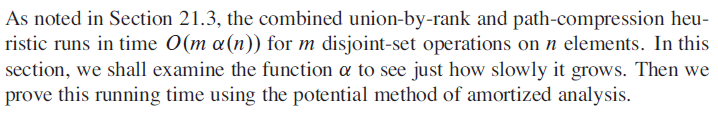 As noted in Section 21.3, the combined union-by-rank and path-compression heu-
ristic runs in time O(m α(n)) for m disjoint-set operations on n elements. In this
section, we shall examine the function α to see just how slowly it grows. Then we
prove this running time using the potential method of amortized analysis.